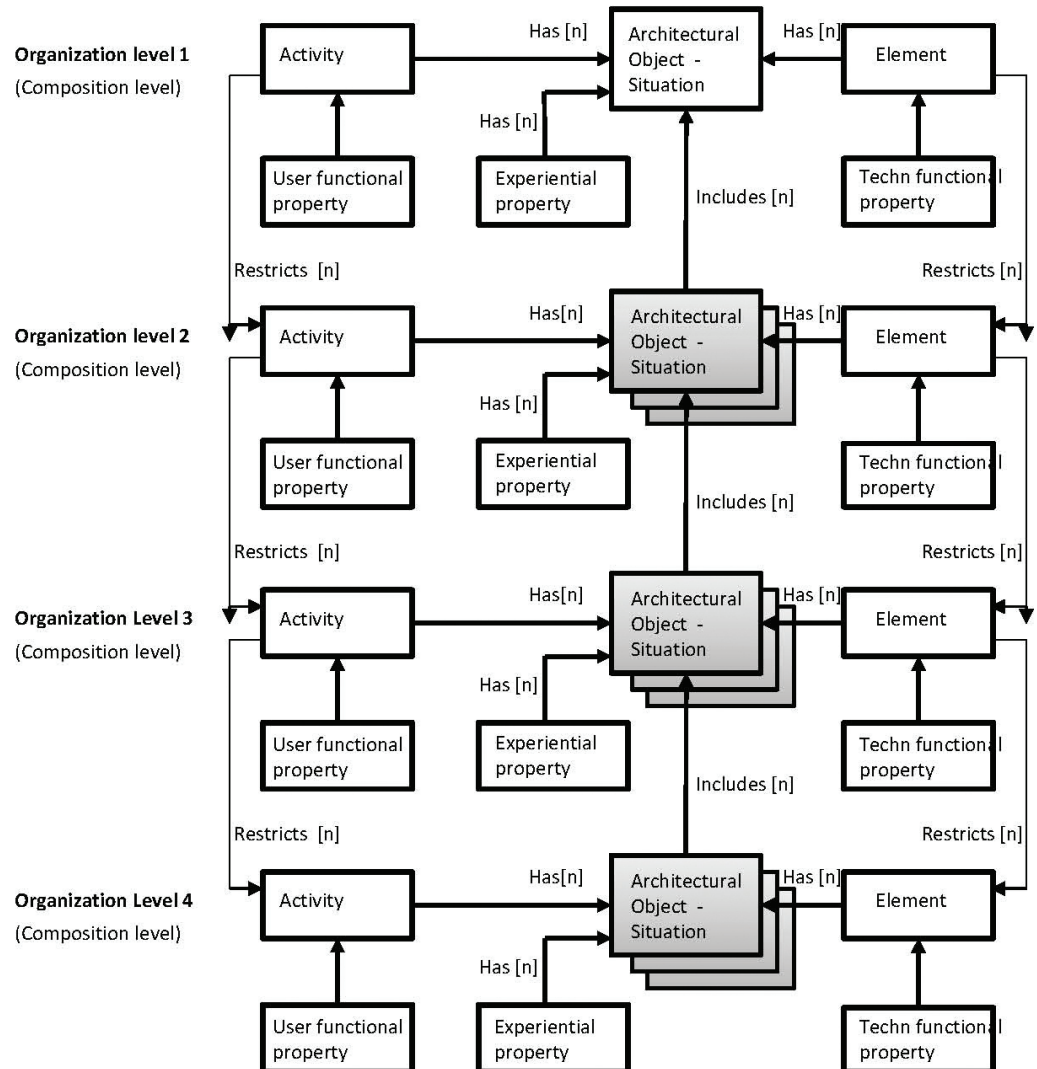 Organization level 1
(Composition level)
Activity
Has [n]
Architectural
Object -
Situation
Has [n]
Element
Has [n]
User functional
property
Experiential
property
Includes [n]
Techn functional
property
Restricts [n]
Restricts [n]
Organization level 2
(Composition level)
Activity
Has[n]
Architectural
Object -
Situation
Has [n]
Element
Has [n]
User functional
property
Experiential
property
Includes [n]
Techn functional
property
Restricts [n]
Restricts [n]
Organization Level 3
(Composition level)
Activity
Has[n]
Architectural
Object -
Situation
Has [n]
Element
Has [n]
User functional
property
Experiential
property
Includes [n]
Techn functional
property
Restricts [n]
Restricts [n]
Organization Level 4
(Composition level)
Activity
Has[n]
Architectural
Object -
Situation
Has [n]
Element
Has [n]
User functional
property
Experiential
property
Techn functional
property